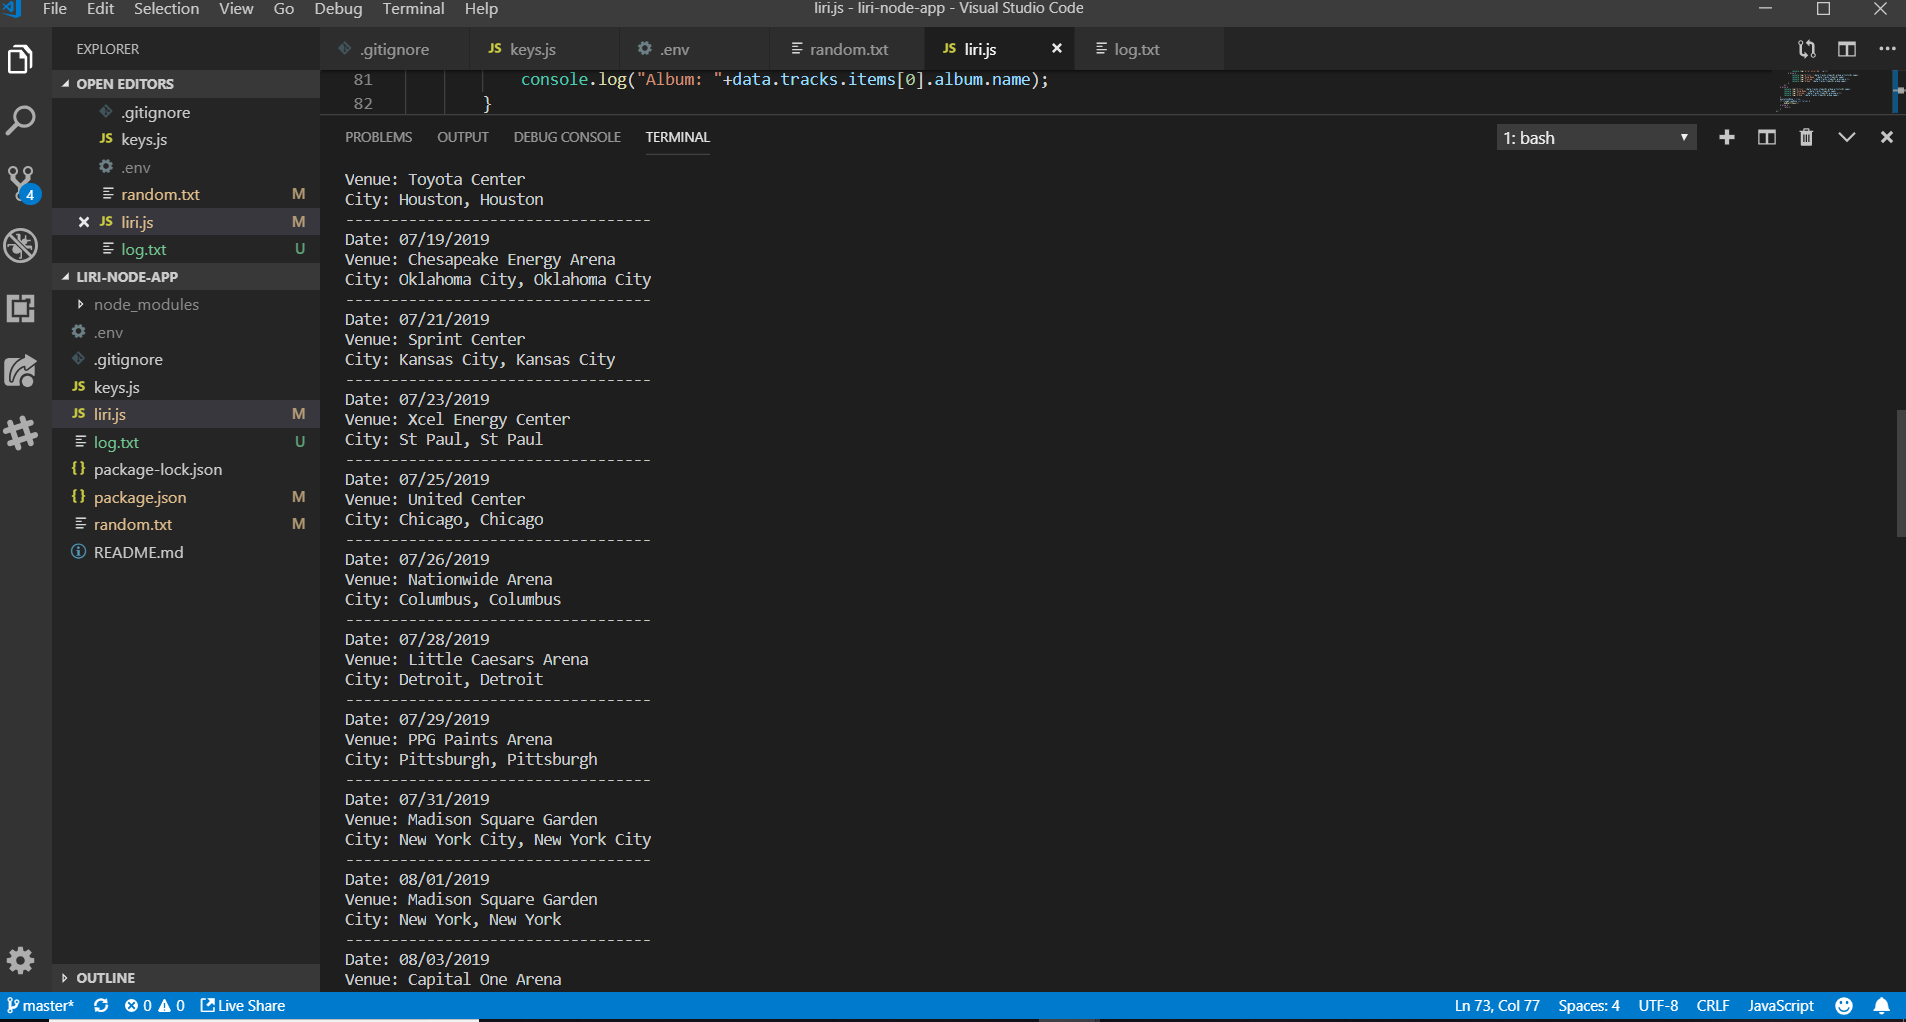 File Edit Selection View Go Debug Terminal Help
liri.js - liri-node-app - Visual Studio Code
EXPLORER
OPEN EDITORS
.gitignore
JS keys.js
.env
random.txt M
JS liri.js M
log.txt U
LIRI-NODE-APP
node_modules
.env
.gitignore
JS keys.js
JS liri.js M
log.txt U
{} package-lock.json
{} package.json M
random.txt M
README.md
OUTLINE
4
.gitignore
JS keys.js
.env
random.txt
JS liri.js
log.txt
81 console.log("Album: "+data.tracks.items[0].album.name);
82 }
PROBLEMS OUTPUT DEBUG CONSOLE TERMINAL
1: bash
Venue: Toyota Center
City: Houston, Houston
----------------------------------
Date: 07/19/2019
Venue: Chesapeake Energy Arena
City: Oklahoma City, Oklahoma City
----------------------------------
Date: 07/21/2019
Venue: Sprint Center
City: Kansas City, Kansas City
----------------------------------
Date: 07/23/2019
Venue: Xcel Energy Center
City: St Paul, St Paul
----------------------------------
Date: 07/25/2019
Venue: United Center
City: Chicago, Chicago
----------------------------------
Date: 07/26/2019
Venue: Nationwide Arena
City: Columbus, Columbus
----------------------------------
Date: 07/28/2019
Venue: Little Caesars Arena
City: Detroit, Detroit
----------------------------------
Date: 07/29/2019
Venue: PPG Paints Arena
City: Pittsburgh, Pittsburgh
----------------------------------
Date: 07/31/2019
Venue: Madison Square Garden
City: New York City, New York City
----------------------------------
Date: 08/01/2019
Venue: Madison Square Garden
City: New York, New York
----------------------------------
Date: 08/03/2019
Venue: Capital One Arena
master* 0 0 Live Share
Ln 73, Col 77 Spaces: 4 UTF-8 CRLF JavaScript